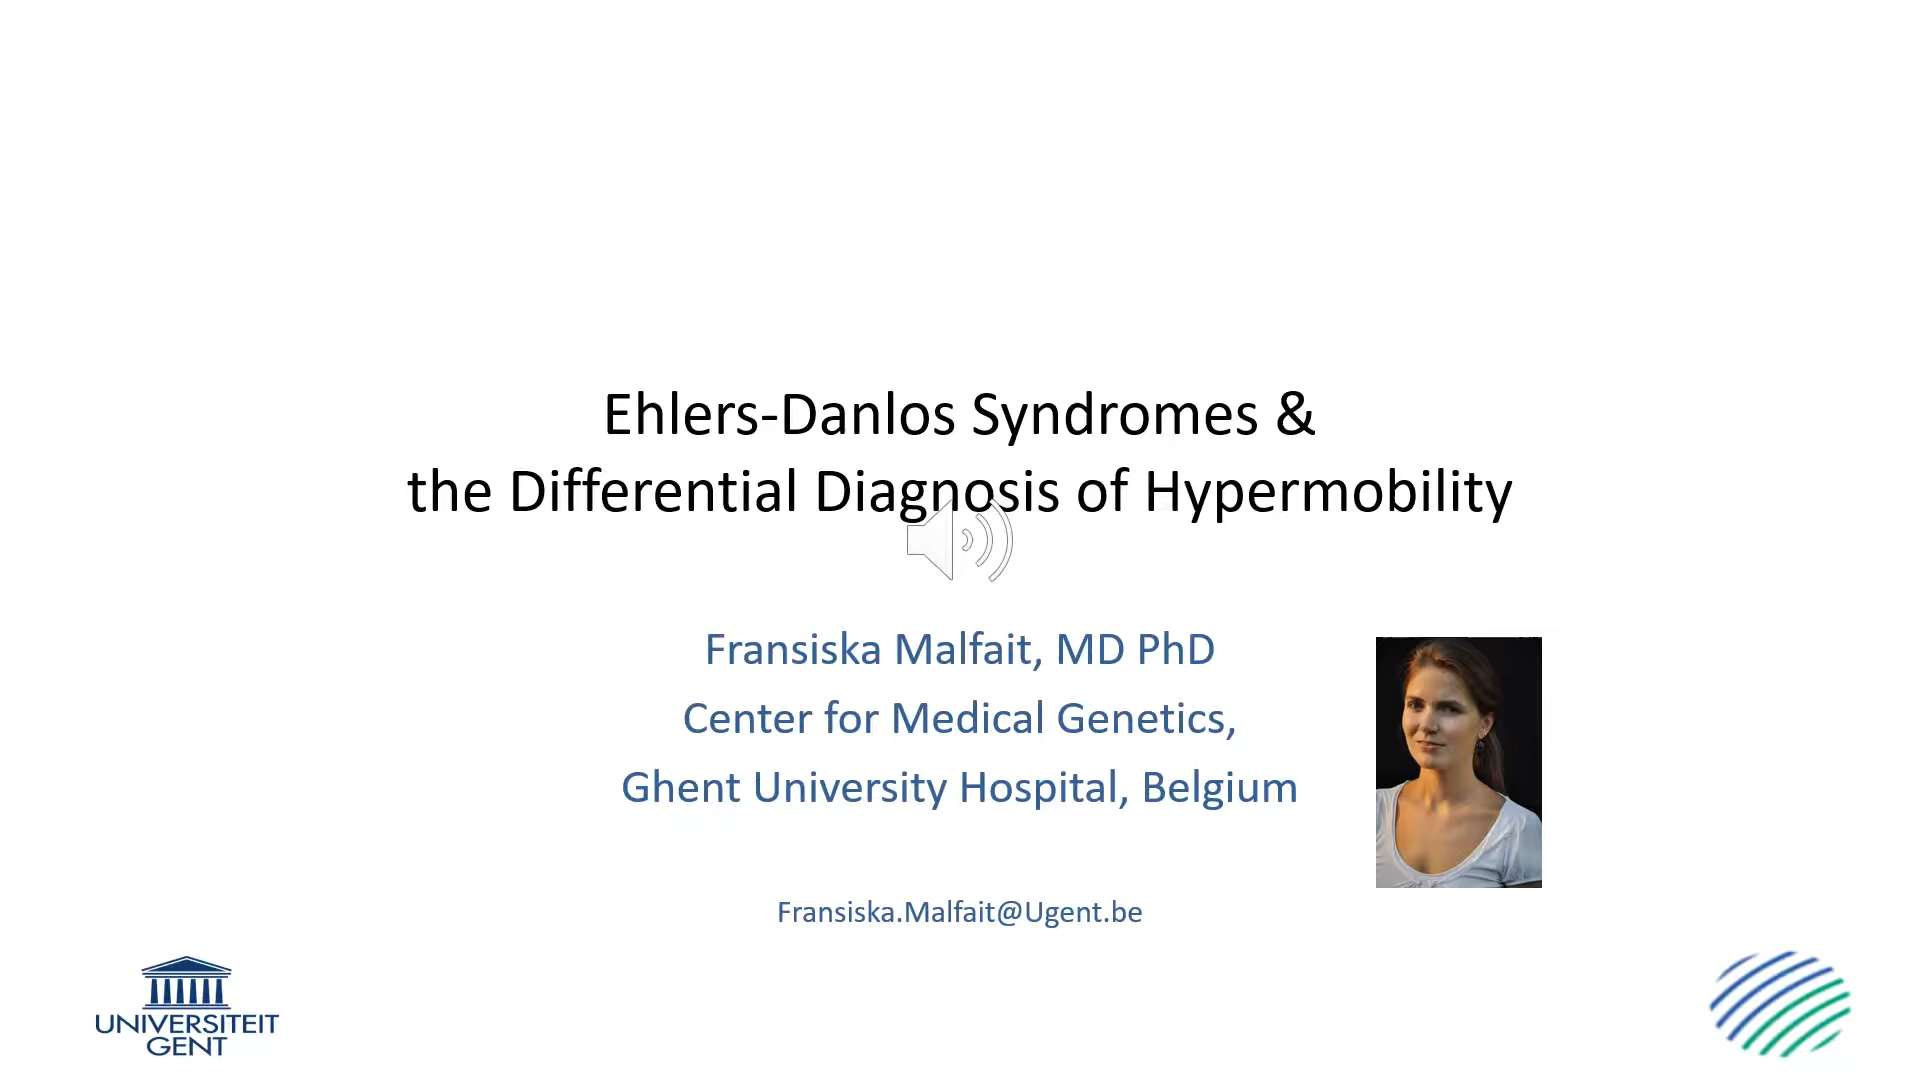 Ehlers-Danlos Syndromes &
the Differential Diagnosis of Hypermobility
Fransiska Malfait, MD PhD
Center for Medical Genetics,
Ghent University Hospital, Belgium
Fransiska.Malfait@Ugent.be
UNIVERSITEIT
GENT